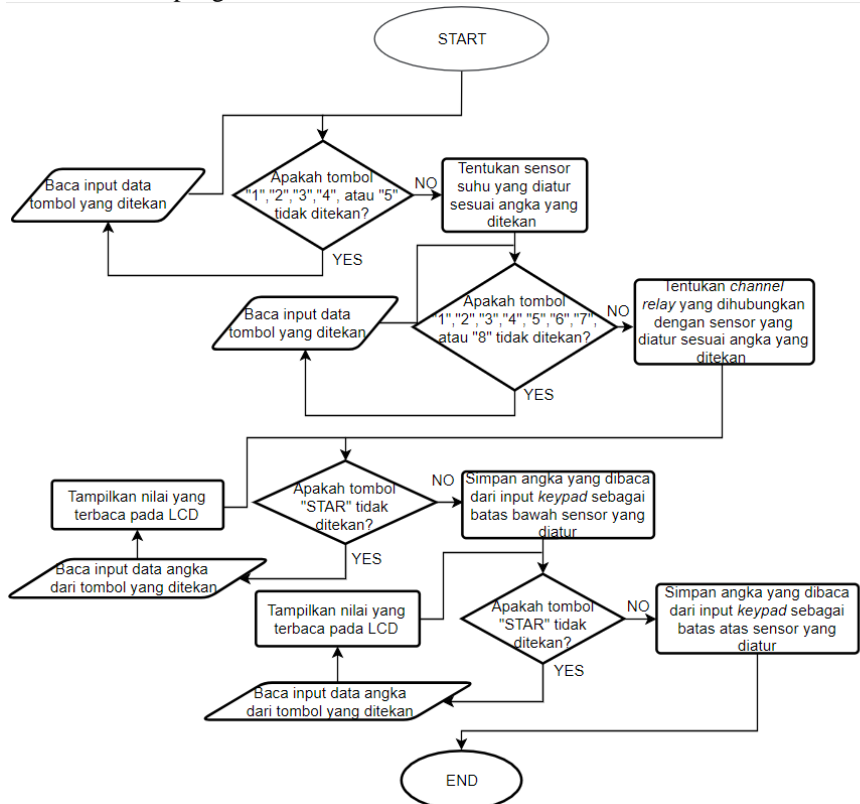 START
Baca input data
tombol yang ditekan
Apakah tombol
"1","2","3","4", atau "5"
tidak ditekan?
NO
Tentukan sensor
suhu yang diatur
sesuai angka yang
ditekan
YES
Baca input data
tombol yang ditekan
Apakah tombol
"1","2","3","4","5","6","7",
atau "8" tidak ditekan?
NO
Tentukan channel
relay yang dihubungkan
dengan sensor yang
diatur sesuai angka yang
ditekan
YES
Tampilkan nilai yang
terbaca pada LCD
Apakah tombol
"STAR" tidak
ditekan?
NO
Simpan angka yang dibaca
dari input keypad sebagai
batas bawah sensor yang
diatur
YES
Baca input data angka
dari tombol yang ditekan
Tampilkan nilai yang
terbaca pada LCD
Apakah tombol
"STAR" tidak
ditekan?
NO
Simpan angka yang dibaca
dari input keypad sebagai
batas atas sensor yang
diatur
YES
Baca input data angka
dari tombol yang ditekan
END